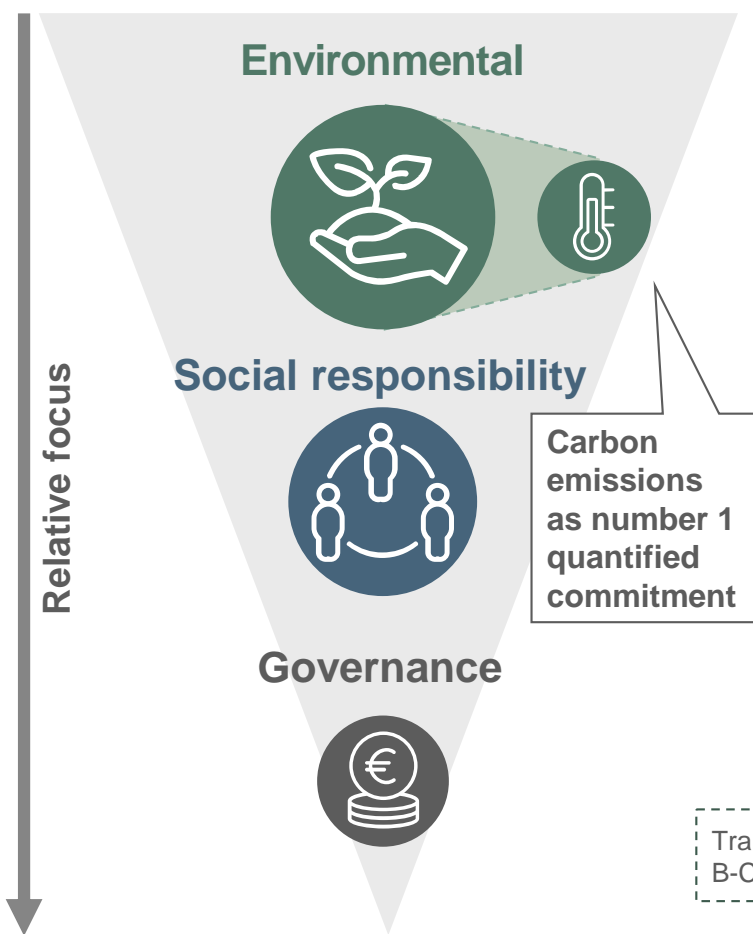 Environmental
Social responsibility
Relative focus
Carbon
emissions
as number 1
quantified
commitment
Governance
€